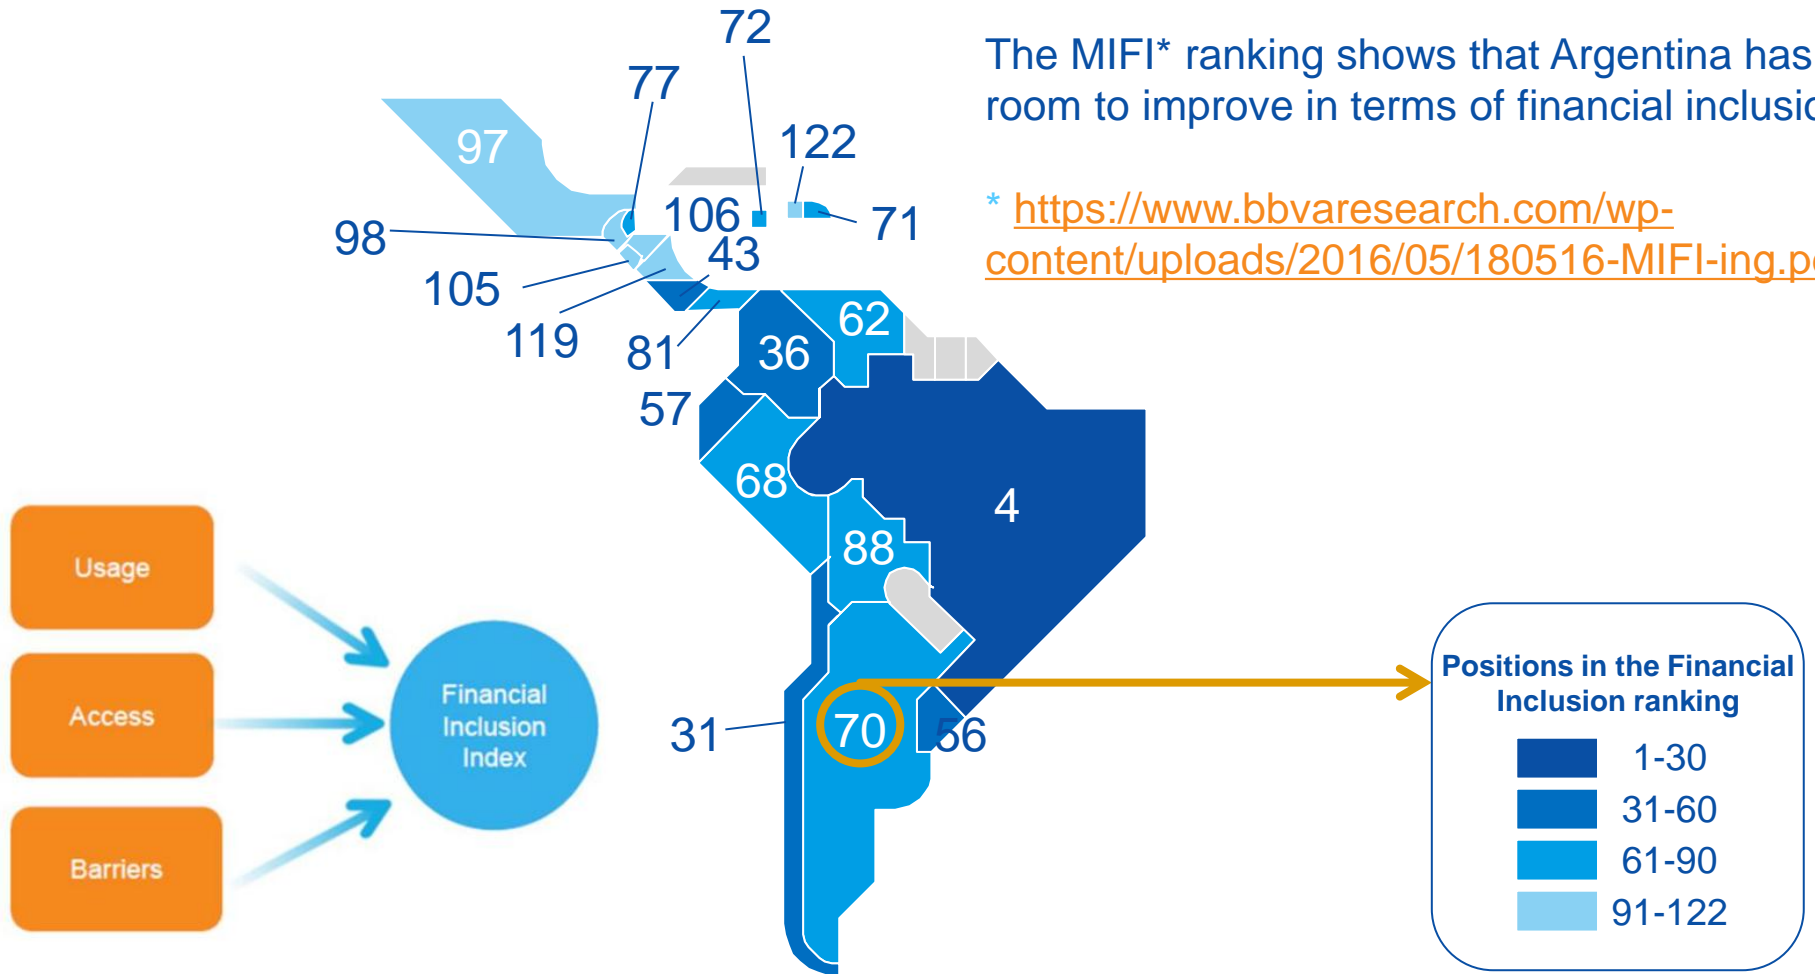 The MIFI* ranking shows that Argentina has
room to improve in terms of financial
* https://www.bbvaresearch.com/wp-
content/uploads/2016/05/180516-MIFI-ing.
72
77
97
122
106
71
98
43
105
119
81
62
36
57
68
4
88
70
31
56
Usage
Access
Barriers
Financial
Inclusion
Index
Positions in the Financial
Inclusion ranking
1-30
31-60
61-90
91-122